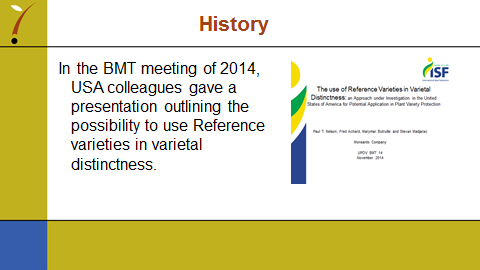 History
In the BMT meeting of 2014,
USA colleagues gave a
presentation outlining the
possibility to use Reference
varieties in varietal
distinctness.
ISF
The use of Reference Varieties in Varietal
Distinctness: an Approach under Investigation in the United
States of America for Potential Application in Plant Variety Protection
Paul T. Nelson, Fred Achard, Marymar Butruille, and Stevan Madjarac
Monsanto Company
UPOV BMT 14
November, 2014